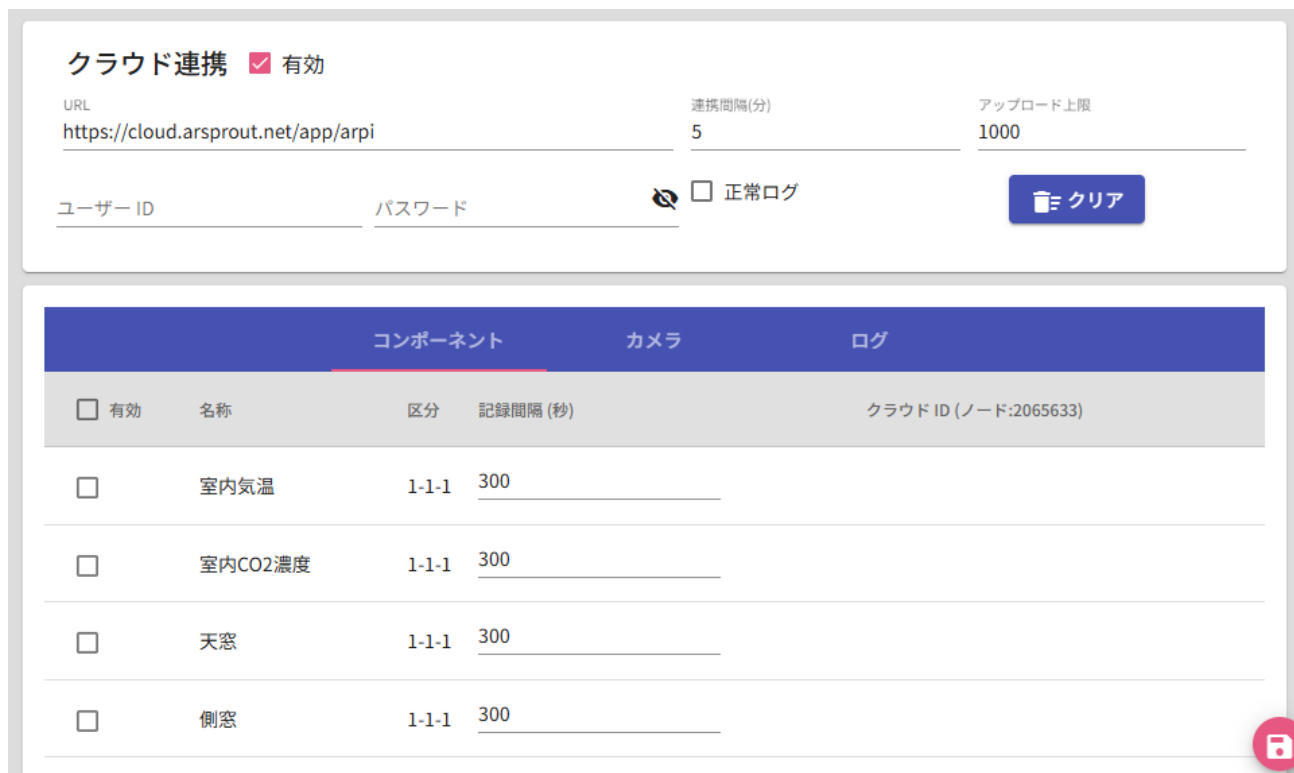 クラウド連携 有効
URL 連携間隔(分) アップロード上限
https://cloud.arsprout.net/app/arpi 5 1000
ユーザー ID パスワード 正常ログ クリア
コンポーネント カメラ ログ
有効 名称 区分 記録間隔 (秒) クラウド ID (ノード:2065633)
室内気温 1-1-1 300
室内CO2濃度 1-1-1 300
天窓 1-1-1 300
側窓 1-1-1 300